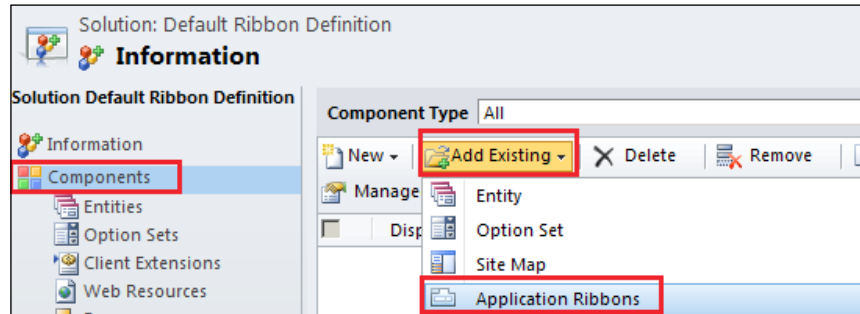 Solution: Default Ribbon Definition
Information
Solution Default Ribbon Definition
Information
Components
Entities
Option Sets
Client Extensions
Web Resources
Component Type All
New Add Existing Delete Remove
Manage
Entity
Option Set
Site Map
Application Ribbons